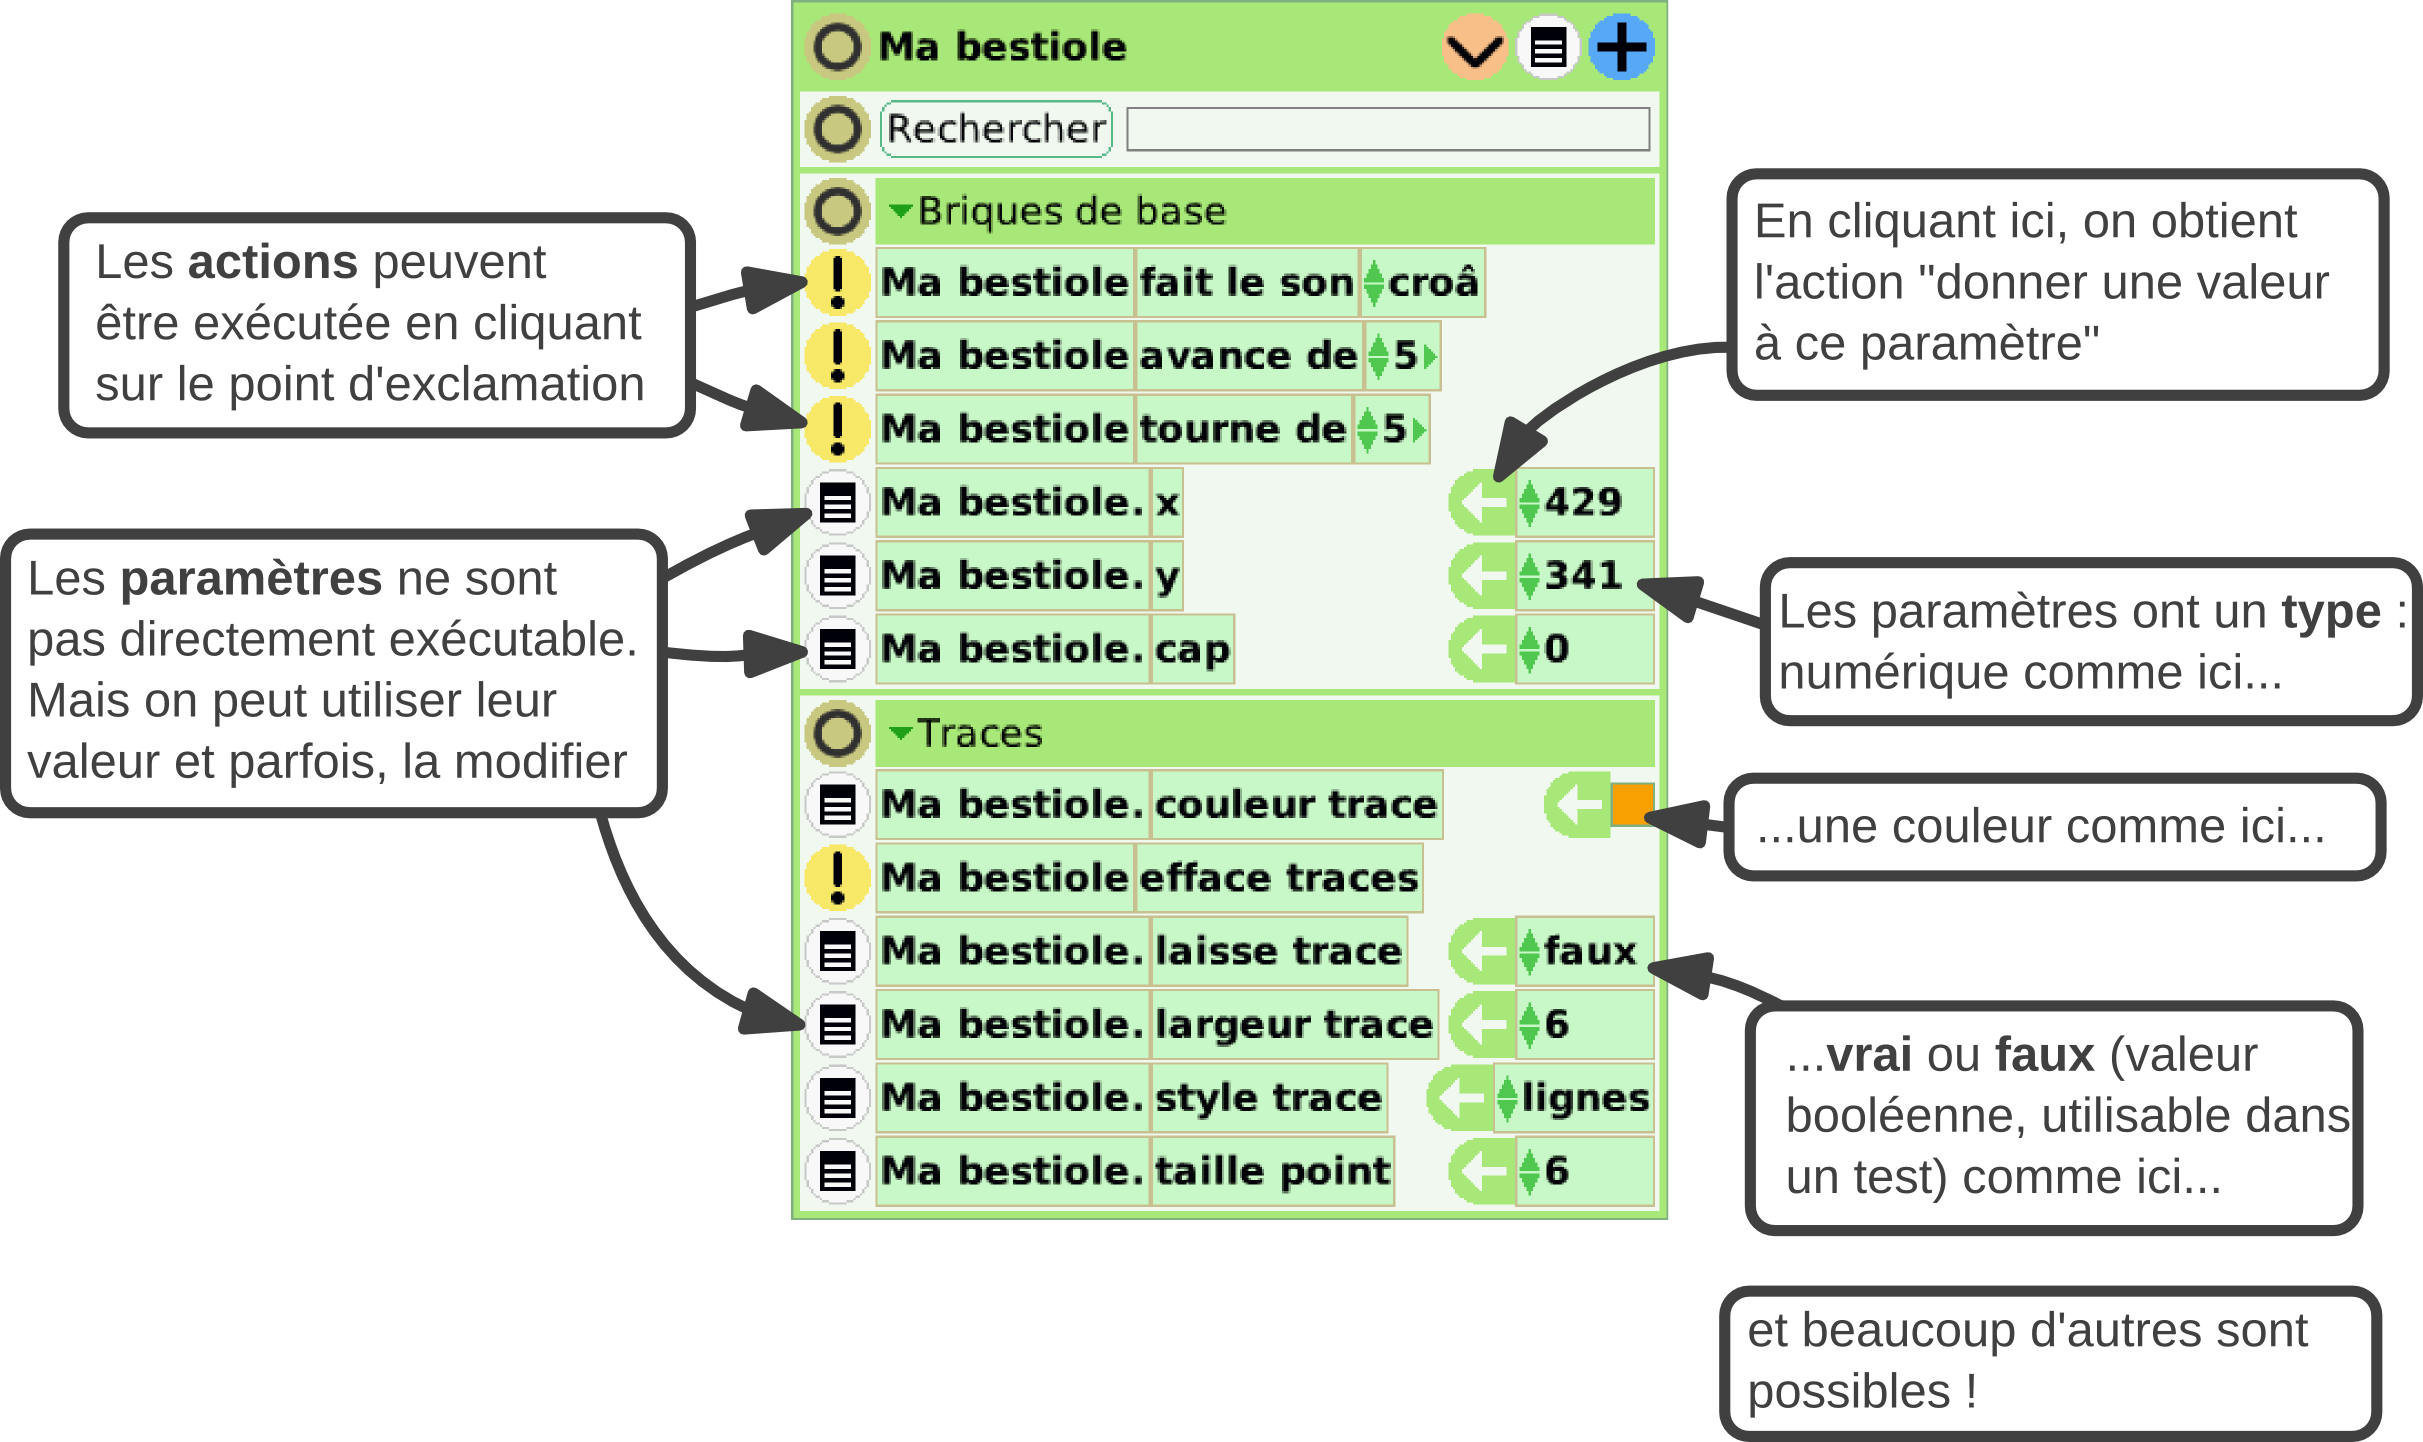 Ma bestiole
Rechercher
Briques de base
Ma bestiole fait le son croâ
Ma bestiole avance de 5
Ma bestiole tourne de 5
Ma bestiole. x 429
Ma bestiole. y 341
Ma bestiole. cap 0
Traces
Ma bestiole. couleur trace
Ma bestiole efface traces
Ma bestiole. laisse trace faux
Ma bestiole. largeur trace 6
Ma bestiole. style trace lignes
Ma bestiole. taille point 6
Les actions peuvent
être exécutée en cliquant
sur le point d'exclamation
Les paramètres ne sont
pas directement exécutable.
Mais on peut utiliser leur
valeur et parfois, la modifier
En cliquant ici, on obtient
l'action "donner une valeur
à ce paramètre"
Les paramètres ont un type :
numérique comme ici...
...une couleur comme ici...
...vrai ou faux (valeur
booléenne, utilisable dans
un test) comme ici...
et beaucoup d'autres sont
possibles !